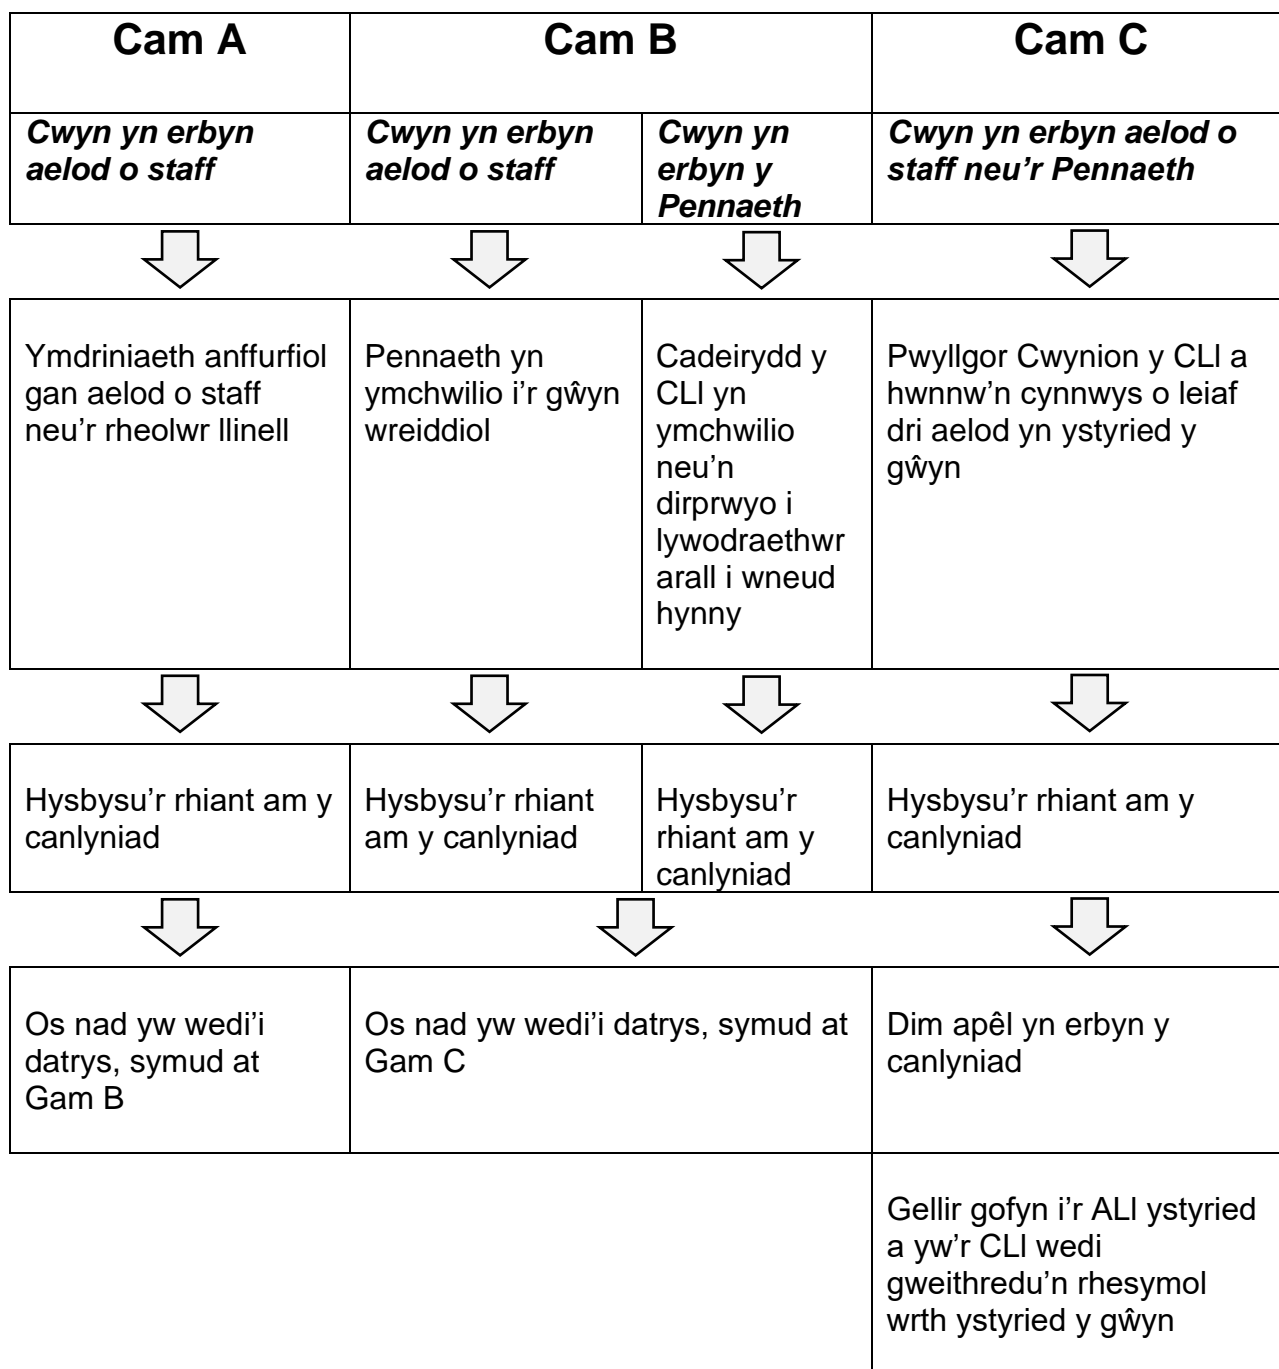 Cam A
Cam B
Cam C
Cwyn yn erbyn
aelod o staff
Cwyn yn erbyn
aelod o staff
Cwyn yn
erbyn y
Pennaeth
Cwyn yn erbyn aelod o
staff neu’r Pennaeth
Ymdriniaeth anffurfiol
gan aelod o staff
neu’r rheolwr llinell
Pennaeth yn
ymchwilio i’r gŵyn
wreiddiol
Cadeirydd y
CLl yn
ymchwilio
neu’n
dirprwyo i
lywodraethwr
arall i wneud
hynny
Pwyllgor Cwynion y CLl a
hwnnw’n cynnwys o leiaf
dri aelod yn ystyried y
gŵyn
Hysbysu’r rhiant am y
canlyniad
Hysbysu’r rhiant
am y canlyniad
Hysbysu’r
rhiant am y
canlyniad
Hysbysu’r rhiant am y
canlyniad
Os nad yw wedi’i
datrys, symud at
Gam B
Os nad yw wedi’i datrys, symud at
Gam C
Dim apêl yn erbyn y
canlyniad
Gellir gofyn i’r ALl ystyried
a yw’r CLl wedi
gweithredu’n rhesymol
wrth ystyried y gŵyn